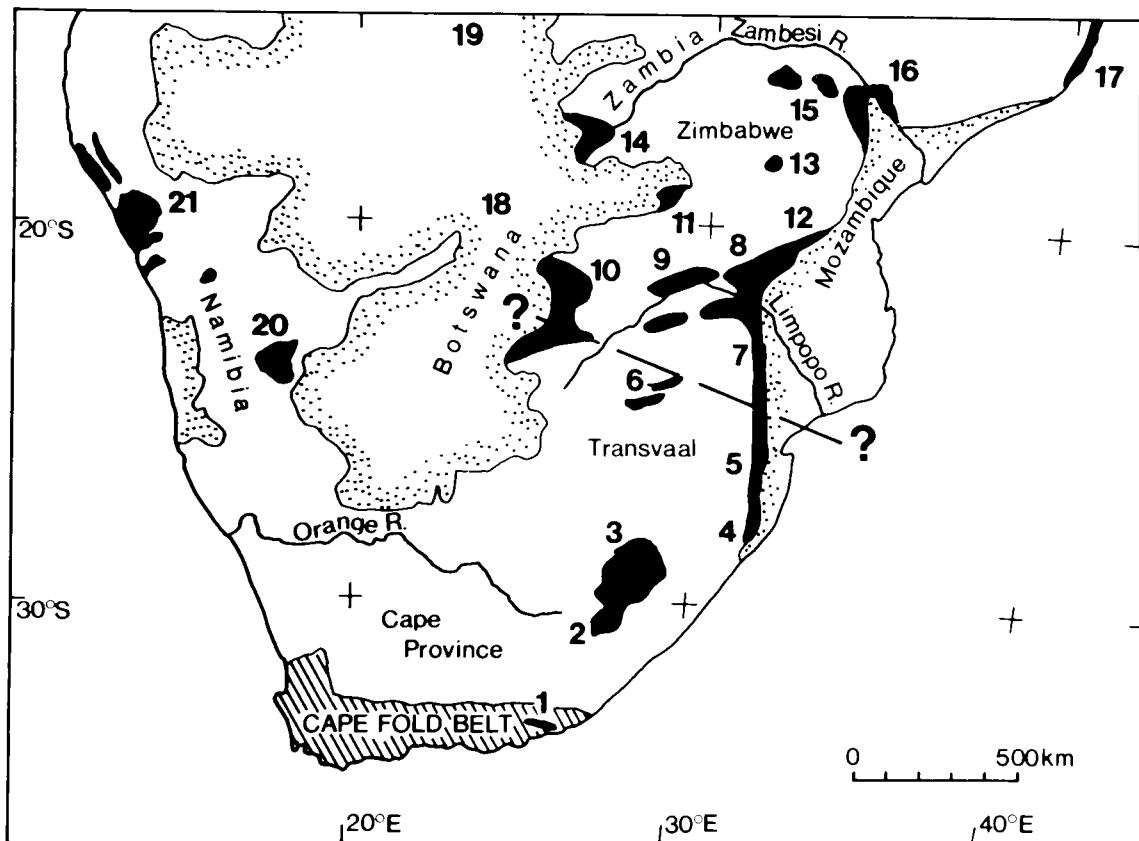 19
Zambia
Zambesi R.
16
17
15
Zimbabwe
14
13
21
18
11
12
Mozambique
20°S
Botswana
10
9
8
?
Namibia
20
Limpopo R.
7
6
?
Transvaal
5
Orange R.
3
4
30°S
Cape
Province
2
1
CAPE FOLD BELT
0 500km
20°E
30°E
40°E